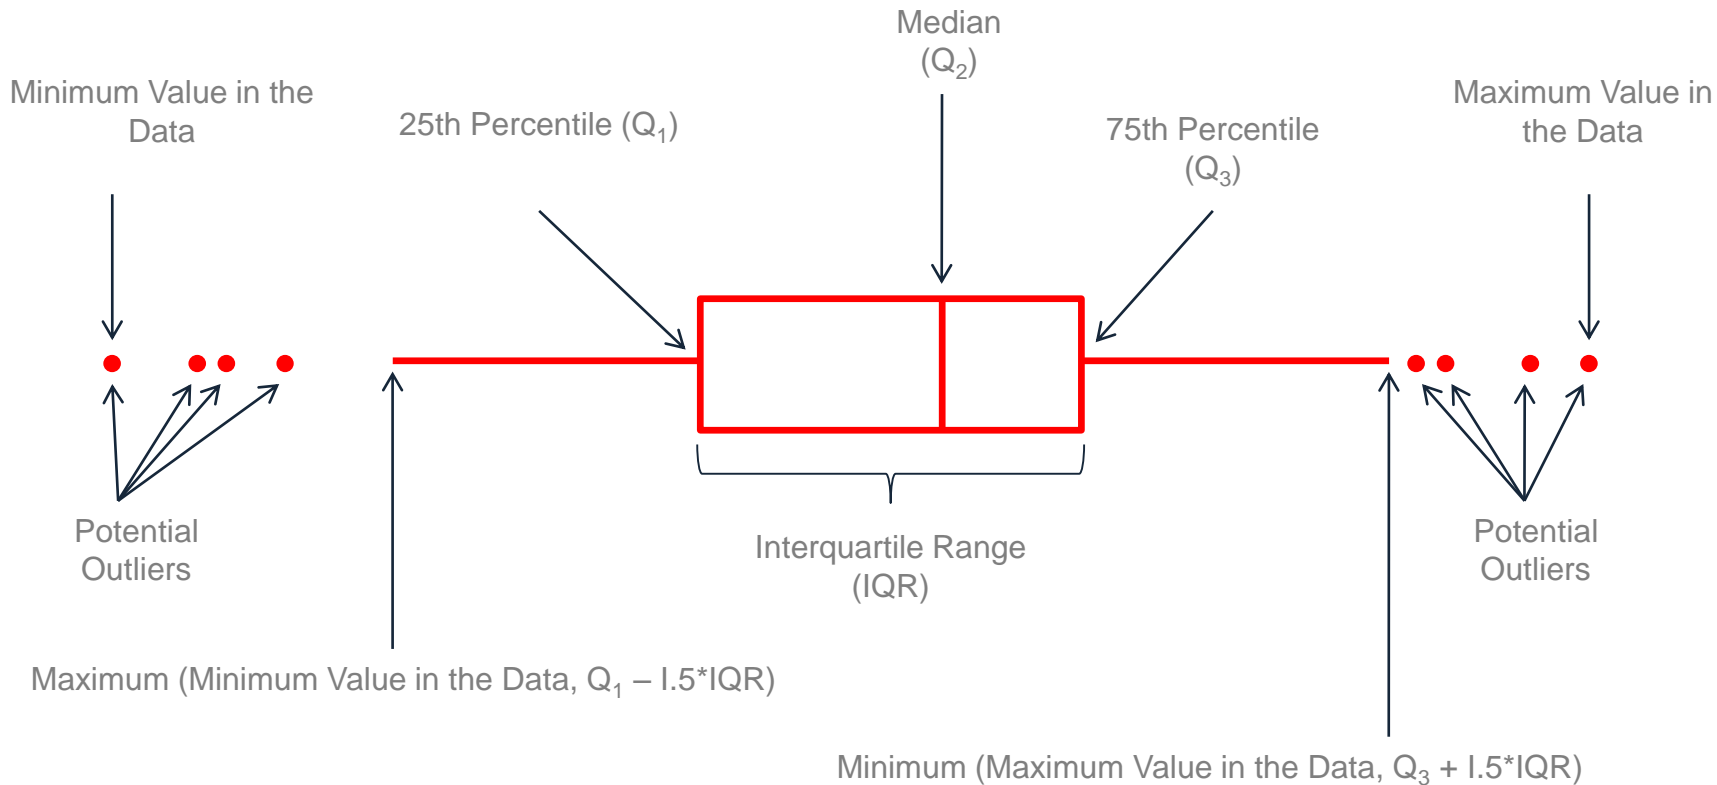 Median
(Q2)
Minimum Value in the
Data
25th Percentile (Q1)
75th Percentile
(Q3)
Maximum Value in
the Data
Potential
Outliers
Interquartile Range
(IQR)
Potential
Outliers
Maximum (Minimum Value in the Data, Q1 – I.5*IQR)
Minimum (Maximum Value in the Data, Q3 + I.5*IQR)